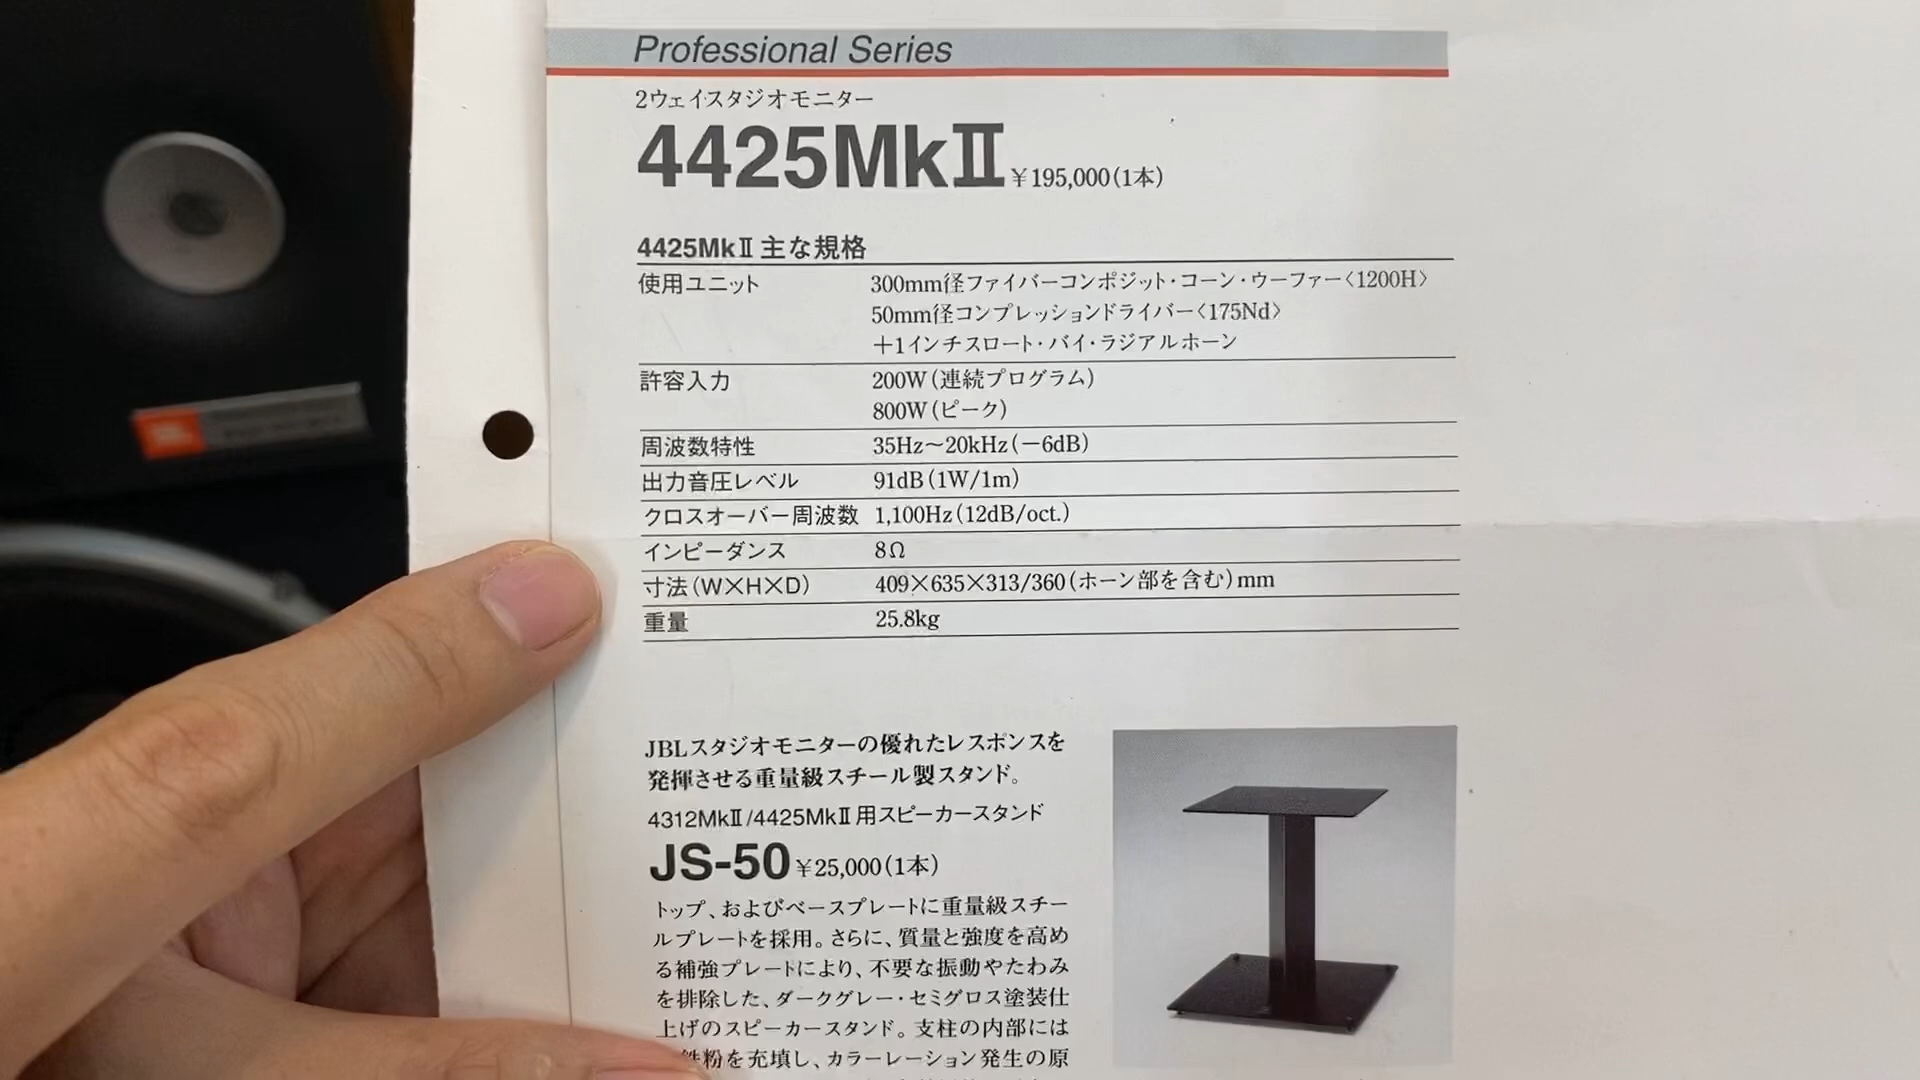 Professional Series
2ウェイスタジオモニター
4425MkⅡ ¥195,000(1本)
4425MkⅡ 主な規格
使用ユニット 300mm径ファイバーコンポジット・コーン・ウーファー〈1200H〉
50mm径コンプレッションドライバー〈175Nd〉
＋1インチスロート・バイ・ラジアルホーン
許容入力 200W(連続プログラム)
800W(ピーク)
周波数特性 35Hz～20kHz(－6dB)
出力音圧レベル 91dB(1W/1m)
クロスオーバー周波数 1,100Hz(12dB/oct.)
インピーダンス 8Ω
寸法(W×H×D) 409×635×313/360(ホーン部を含む)mm
重量 25.8kg
JBLスタジオモニターの優れたレスポンスを
発揮させる重量級スチール製スタンド。
4312MkⅡ/4425MkⅡ用スピーカースタンド
JS-50 ¥25,000(1本)
トップ、およびベースプレートに重量級スチー
ルプレートを採用。さらに、質量と強度を高め
る補強プレートにより、不要な振動やたわみ
を排除した、ダークグレー・セミグロス塗装仕
上げのスピーカースタンド。支柱の内部には
鉄粉を充填し、カラーレーション発生の原